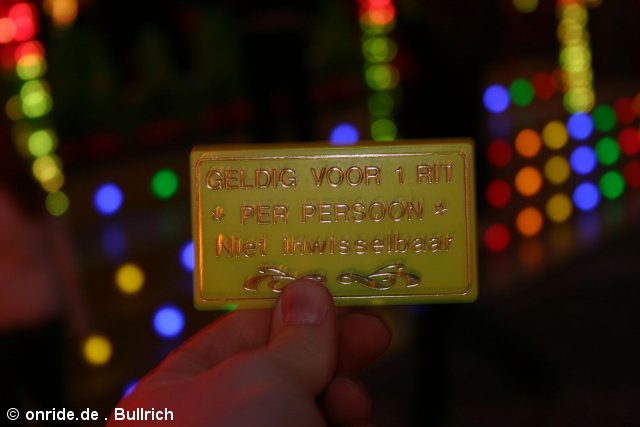 GELDIG VOOR 1 RIT
* PER PERSOON *
Niet inwisselbaar
© onride.de . Bullrich